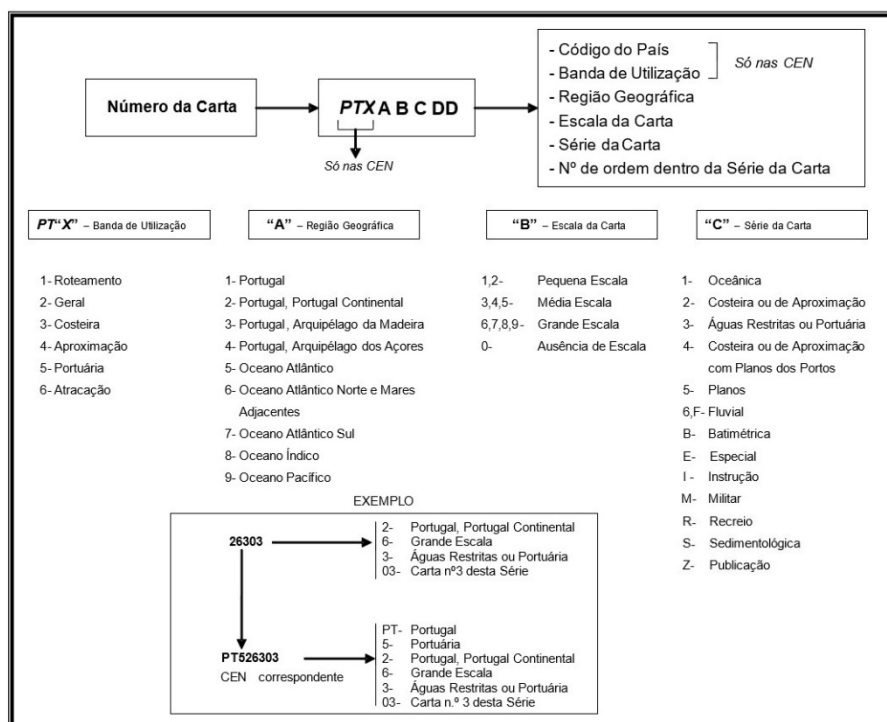 Número da Carta
PTX A B C DD
Só nas CEN
- Código do País
- Banda de Utilização
Só nas CEN
- Região Geográfica
- Escala da Carta
- Série da Carta
- Nº de ordem dentro da Série da Carta
PT“X” – Banda de Utilização
1- Roteamento
2- Geral
3- Costeira
4- Aproximação
5- Portuária
6- Atracação
“A” – Região Geográfica
1- Portugal
2- Portugal, Portugal Continental
3- Portugal, Arquipélago da Madeira
4- Portugal, Arquipélago dos Açores
5- Oceano Atlântico
6- Oceano Atlântico Norte e Mares
Adjacentes
7- Oceano Atlântico Sul
8- Oceano Índico
9- Oceano Pacífico
“B” – Escala da Carta
1,2- Pequena Escala
3,4,5- Média Escala
6,7,8,9- Grande Escala
0- Ausência de Escala
“C” – Série da Carta
1- Oceânica
2- Costeira ou de Aproximação
3- Águas Restritas ou Portuária
4- Costeira ou de Aproximação
com Planos dos Portos
5- Planos
6,F- Fluvial
B- Batimétrica
E- Especial
I - Instrução
M- Militar
R- Recreio
S- Sedimentológica
Z- Publicação
EXEMPLO
26303
2- Portugal, Portugal Continental
6- Grande Escala
3- Águas Restritas ou Portuária
03- Carta nº3 desta Série
PT526303
CEN correspondente
PT- Portugal
5- Portuária
2- Portugal, Portugal Continental
6- Grande Escala
3- Águas Restritas ou Portuária
03- Carta n.º 3 desta Série